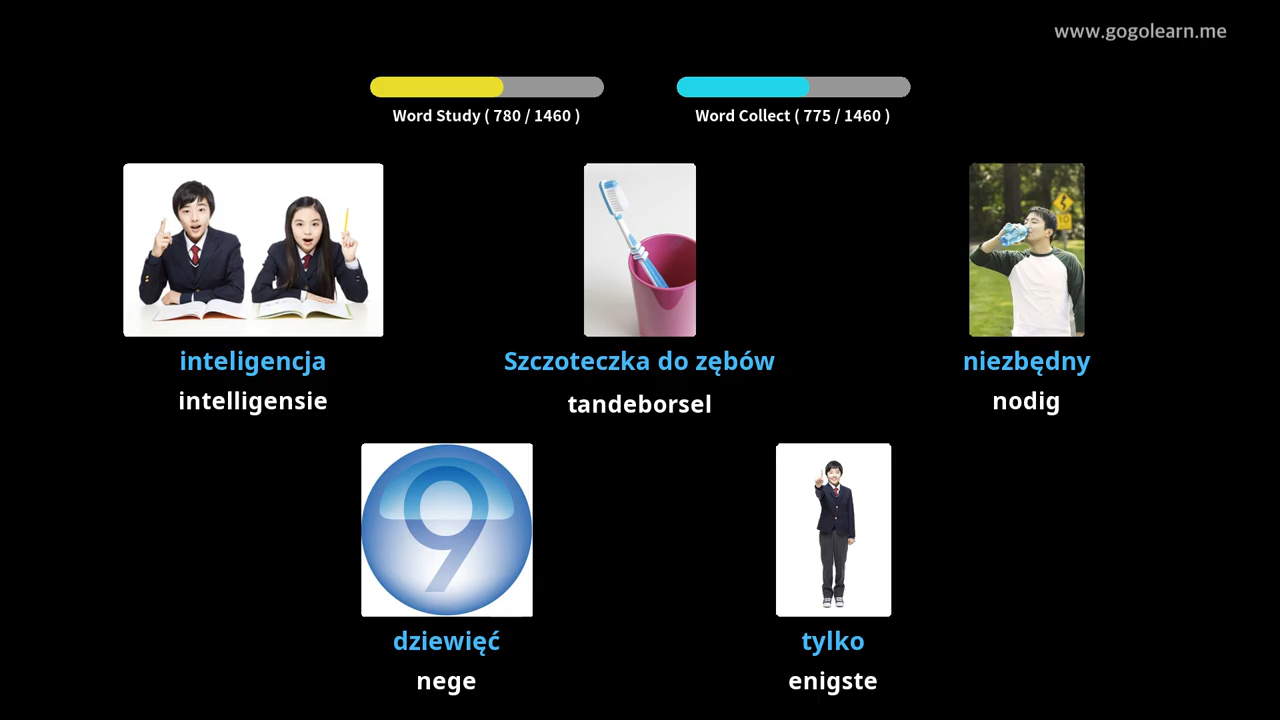 www.gogolearn.me
Word Study ( 780 / 1460 )
Word Collect ( 775 / 1460 )
inteligencja
intelligensie
Szczoteczka do zębów
tandeborsel
niezbędny
nodig
9
dziewięć
nege
tylko
enigste